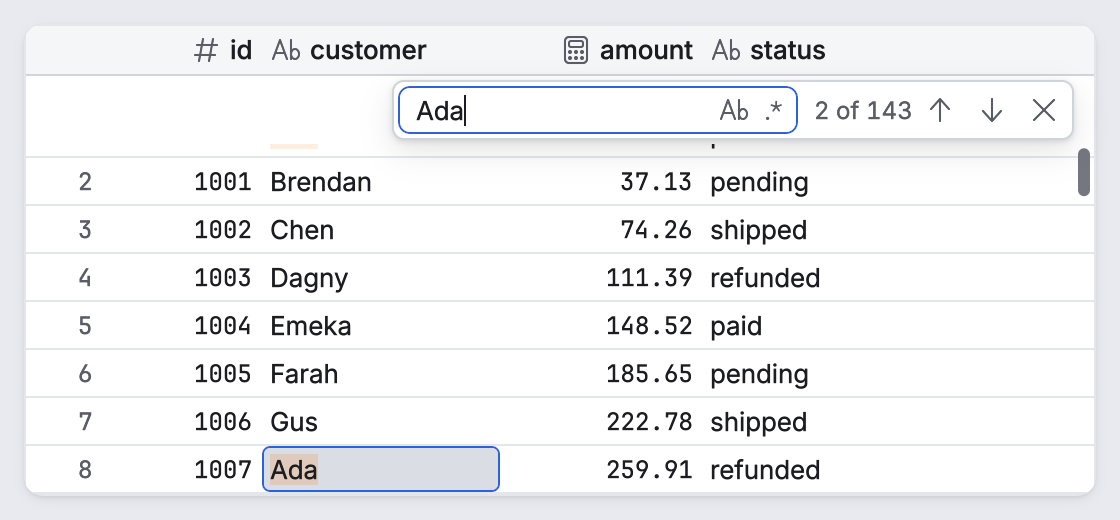 # id Ab customer amount Ab status
Ada Ab .* 2 of 143
2 1001 Brendan 37.13 pending
3 1002 Chen 74.26 shipped
4 1003 Dagny 111.39 refunded
5 1004 Emeka 148.52 paid
6 1005 Farah 185.65 pending
7 1006 Gus 222.78 shipped
8 1007 Ada 259.91 refunded